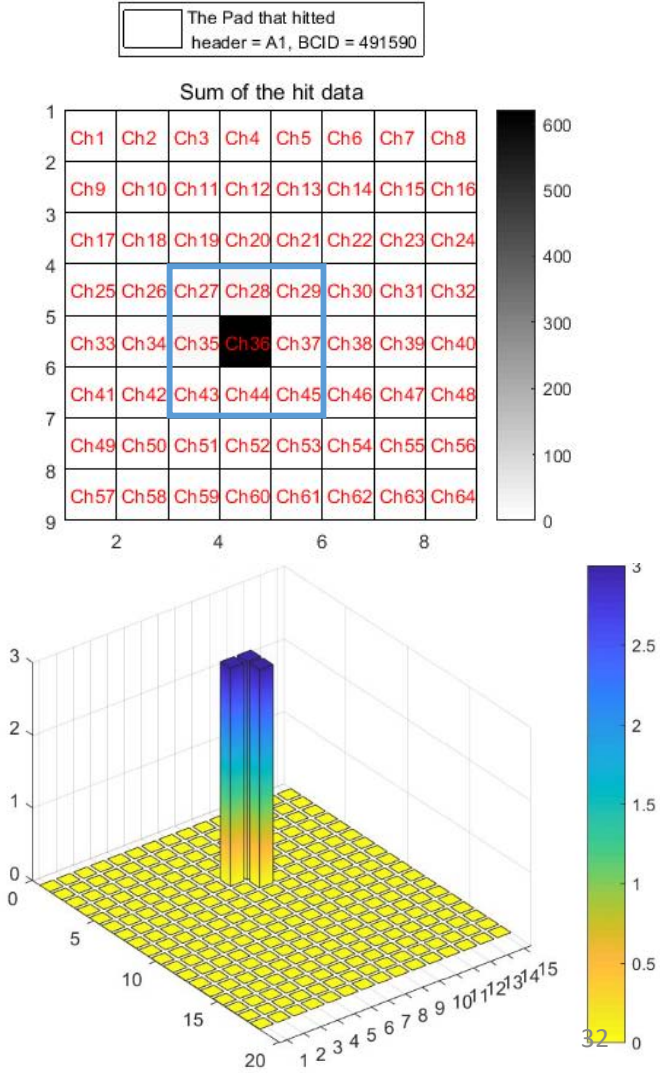 The Pad that hitted
header = A1, BCID = 491590
Sum of the hit data
1
Ch1 Ch2 Ch3 Ch4 Ch5 Ch6 Ch7 Ch8
2
Ch9 Ch10 Ch11 Ch12 Ch13 Ch14 Ch15 Ch16
3
Ch17 Ch18 Ch19 Ch20 Ch21 Ch22 Ch23 Ch24
4
Ch25 Ch26 Ch27 Ch28 Ch29 Ch30 Ch31 Ch32
5
Ch33 Ch34 Ch35 Ch36 Ch37 Ch38 Ch39 Ch40
6
Ch41 Ch42 Ch43 Ch44 Ch45 Ch46 Ch47 Ch48
7
Ch49 Ch50 Ch51 Ch52 Ch53 Ch54 Ch55 Ch56
8
Ch57 Ch58 Ch59 Ch60 Ch61 Ch62 Ch63 Ch64
9
2 4 6 8
600
500
400
300
200
100
0
3
2
1
0
0
5
10
15
20
1 2 3 4 5 6 7 8 9 10 11 12 13 14 15
3
2.5
2
1.5
1
0.5
0
32